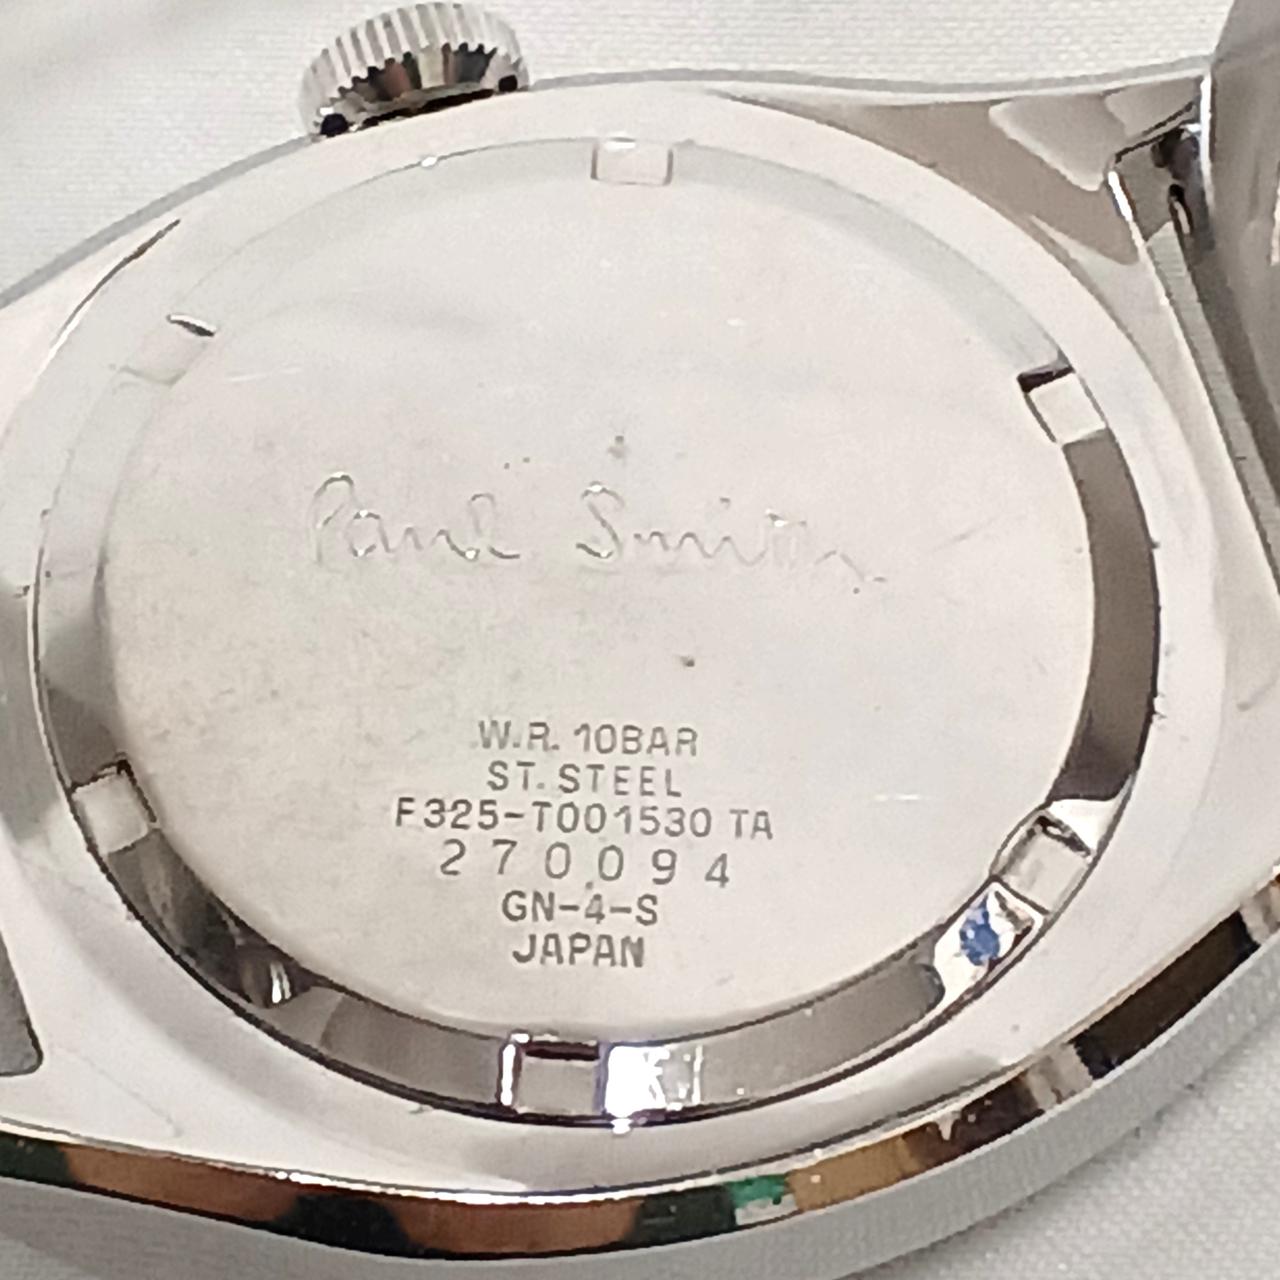 Paul Smith
W.R. 10BAR
ST. STEEL
F325-T001530 TA
270094
GN-4-S
JAPAN